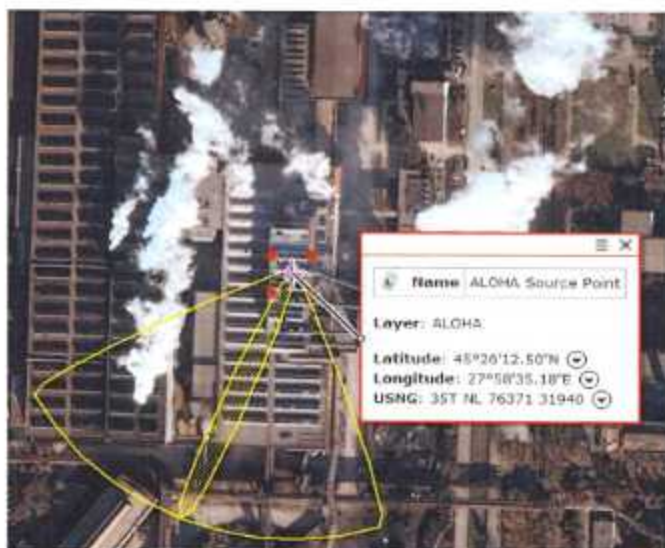 Name ALOHA Source Point
Layer: ALOHA
Latitude: 45°26'12.50"N
Longitude: 27°58'35.18"E
USNG: 35T NL 76371 31940